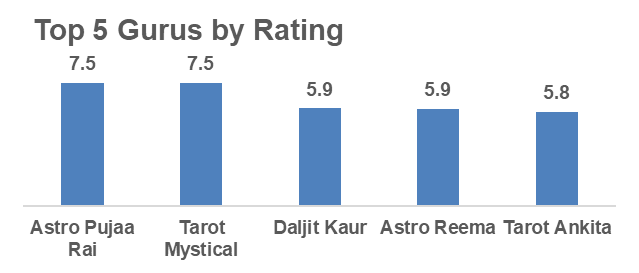 Top 5 Gurus by Rating
7.5 7.5 5.9 5.9 5.8
Astro Pujaa Rai
Tarot Mystical
Daljit Kaur
Astro Reema
Tarot Ankita